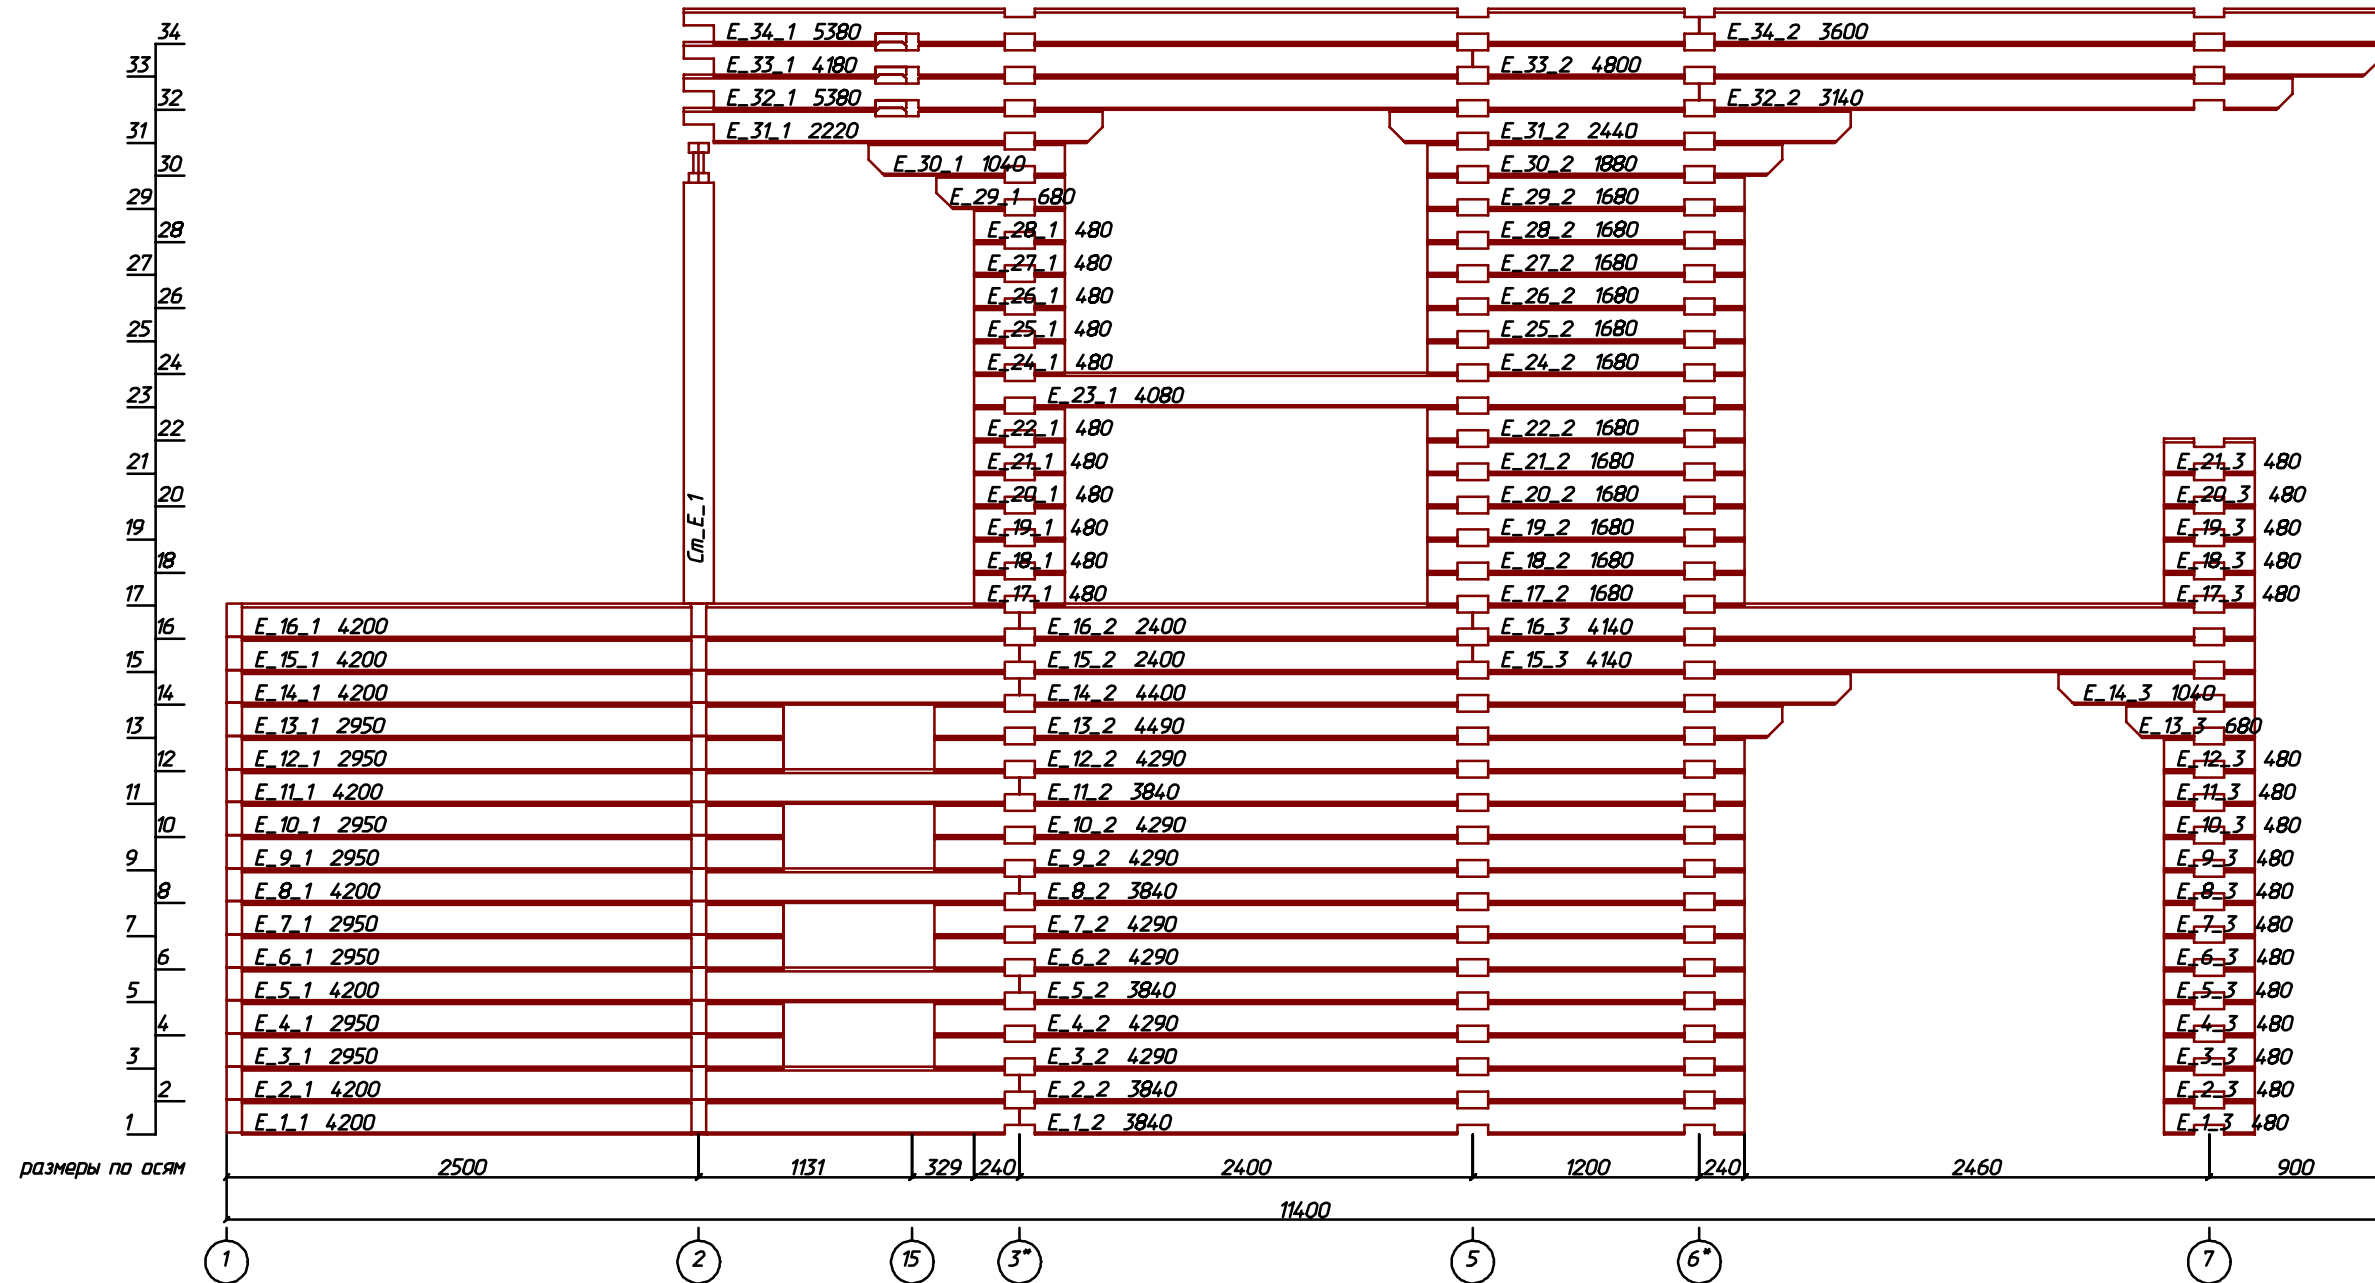 34 E_34_1 5380 E_34_2 3600
33 E_33_1 4180 E_33_2 4800
32 E_32_1 5380 E_32_2 3140
31 E_31_1 2220 E_31_2 2440
30 E_30_1 1040 E_30_2 1880
29 E_29_1 680 E_29_2 1680
28 E_28_1 480 E_28_2 1680
27 E_27_1 480 E_27_2 1680
26 E_26_1 480 E_26_2 1680
25 E_25_1 480 E_25_2 1680
24 E_24_1 480 E_24_2 1680
23 E_23_1 4080
22 E_22_1 480 E_22_2 1680
21 E_21_1 480 E_21_2 1680 E_21_3 480
20 E_20_1 480 E_20_2 1680 E_20_3 480
19 E_19_1 480 E_19_2 1680 E_19_3 480
18 E_18_1 480 E_18_2 1680 E_18_3 480
17 E_17_1 480 E_17_2 1680 E_17_3 480
Ст_Е_1
16 E_16_1 4200 E_16_2 2400 E_16_3 4140
15 E_15_1 4200 E_15_2 2400 E_15_3 4140
14 E_14_1 4200 E_14_2 4400 E_14_3 1040
13 E_13_1 2950 E_13_2 4490 E_13_3 680
12 E_12_1 2950 E_12_2 4290 E_12_3 480
11 E_11_1 4200 E_11_2 3840 E_11_3 480
10 E_10_1 2950 E_10_2 4290 E_10_3 480
9 E_9_1 2950 E_9_2 4290 E_9_3 480
8 E_8_1 4200 E_8_2 3840 E_8_3 480
7 E_7_1 2950 E_7_2 4290 E_7_3 480
6 E_6_1 2950 E_6_2 4290 E_6_3 480
5 E_5_1 4200 E_5_2 3840 E_5_3 480
4 E_4_1 2950 E_4_2 4290 E_4_3 480
3 E_3_1 2950 E_3_2 4290 E_3_3 480
2 E_2_1 4200 E_2_2 3840 E_2_3 480
1 E_1_1 4200 E_1_2 3840 E_1_3 480
размеры по осям 2500 1131 329 240 2400 1200 240 2460 900
11400
1 2 15 3* 5 6* 7